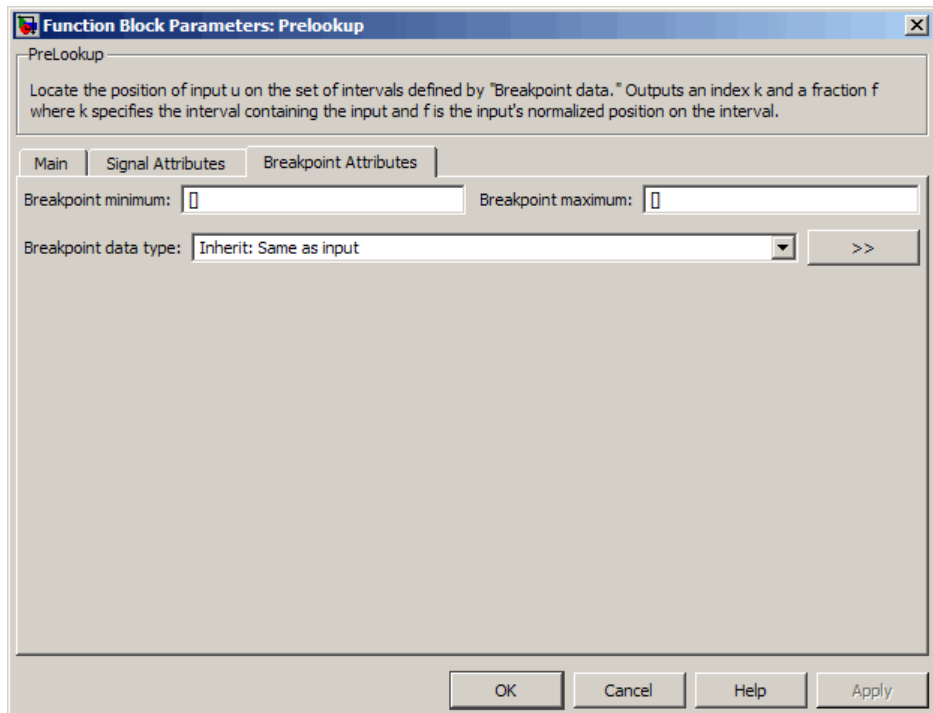 Function Block Parameters: Prelookup
PreLookup
Locate the position of input u on the set of intervals defined by "Breakpoint data." Outputs an index k and a fraction f
where k specifies the interval containing the input and f is the input's normalized position on the interval.
Main Signal Attributes Breakpoint Attributes
Breakpoint minimum: [] Breakpoint maximum: []
Breakpoint data type: Inherit: Same as input >>
OK Cancel Help Apply